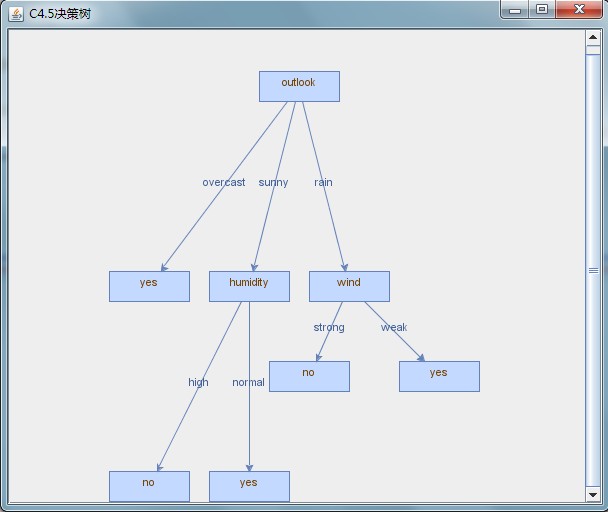 C4.5决策树
outlook
overcast
sunny
rain
yes
humidity
wind
strong
weak
no
yes
high
normal
no
yes